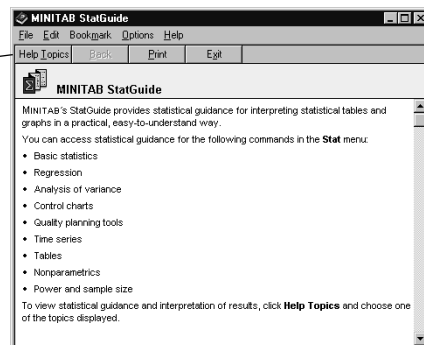 MINITAB StatGuide
File Edit Bookmark Options Help
Help Topics Back Print Exit
MINITAB StatGuide
MINITAB's StatGuide provides statistical guidance for interpreting statistical tables and
graphs in a practical, easy-to-understand way.
You can access statistical guidance for the following commands in the Stat menu:
• Basic statistics
• Regression
• Analysis of variance
• Control charts
• Quality planning tools
• Time series
• Tables
• Nonparametrics
• Power and sample size
To view statistical guidance and interpretation of results, click Help Topics and choose one
of the topics displayed.